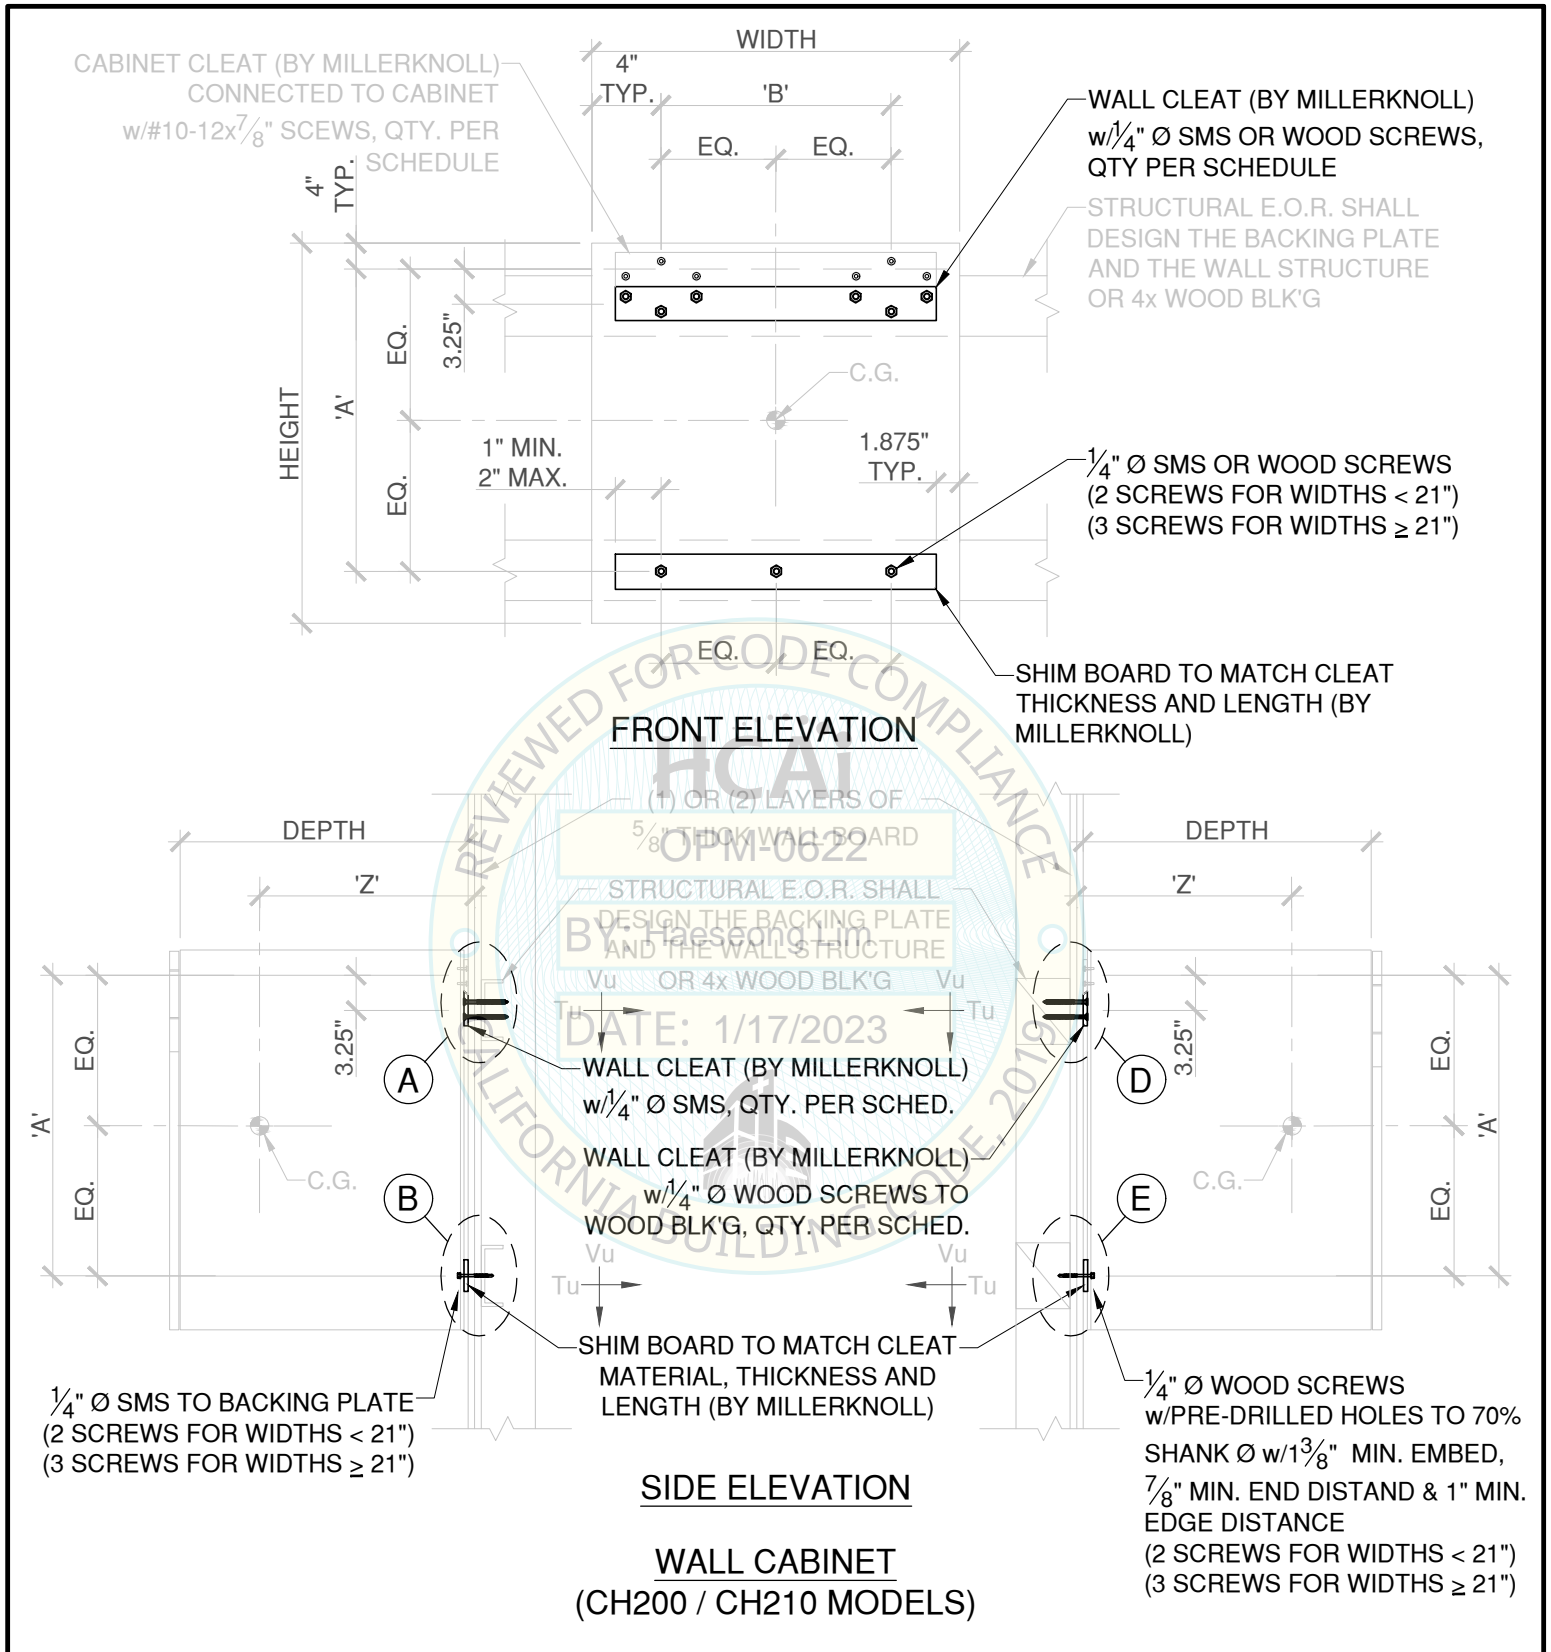 WIDTH
CABINET CLEAT (BY MILLERKNOLL)
CONNECTED TO CABINET
w/#10-12x7/8" SCEWS, QTY. PER
SCHEDULE
4"
TYP.
'B'
EQ.
EQ.
WALL CLEAT (BY MILLERKNOLL)
w/1/4" Ø SMS OR WOOD SCREWS,
QTY PER SCHEDULE
STRUCTURAL E.O.R. SHALL
DESIGN THE BACKING PLATE
AND THE WALL STRUCTURE
OR 4x WOOD BLK'G
4"
TYP.
HEIGHT
'A'
EQ.
EQ.
3.25"
C.G.
1" MIN.
2" MAX.
1.875"
TYP.
1/4" Ø SMS OR WOOD SCREWS
(2 SCREWS FOR WIDTHS < 21")
(3 SCREWS FOR WIDTHS ≥ 21")
EQ.
EQ.
SHIM BOARD TO MATCH CLEAT
THICKNESS AND LENGTH (BY
MILLERKNOLL)
FRONT ELEVATION
REVIEWED FOR CODE COMPLIANCE
HCAi
OPM-0622
BY: Haeseong Lim
DATE: 1/17/2023
CALIFORNIA BUILDING CODE, 2019
(1) OR (2) LAYERS OF
5/8" THICK WALL BOARD
STRUCTURAL E.O.R. SHALL
DESIGN THE BACKING PLATE
AND THE WALL STRUCTURE
OR 4x WOOD BLK'G
DEPTH
'Z'
DEPTH
'Z'
Vu
Tu
Vu
Tu
'A'
EQ.
EQ.
3.25"
A
C.G.
B
WALL CLEAT (BY MILLERKNOLL)
w/1/4" Ø SMS, QTY. PER SCHED.
WALL CLEAT (BY MILLERKNOLL)
w/1/4" Ø WOOD SCREWS TO
WOOD BLK'G, QTY. PER SCHED.
D
3.25"
EQ.
EQ.
'A'
C.G.
E
Vu
Tu
Vu
Tu
SHIM BOARD TO MATCH CLEAT
MATERIAL, THICKNESS AND
LENGTH (BY MILLERKNOLL)
1/4" Ø SMS TO BACKING PLATE
(2 SCREWS FOR WIDTHS < 21")
(3 SCREWS FOR WIDTHS ≥ 21")
1/4" Ø WOOD SCREWS
w/PRE-DRILLED HOLES TO 70%
SHANK Ø w/1 3/8" MIN. EMBED,
7/8" MIN. END DISTAND & 1" MIN.
EDGE DISTANCE
(2 SCREWS FOR WIDTHS < 21")
(3 SCREWS FOR WIDTHS ≥ 21")
SIDE ELEVATION
WALL CABINET
(CH200 / CH210 MODELS)